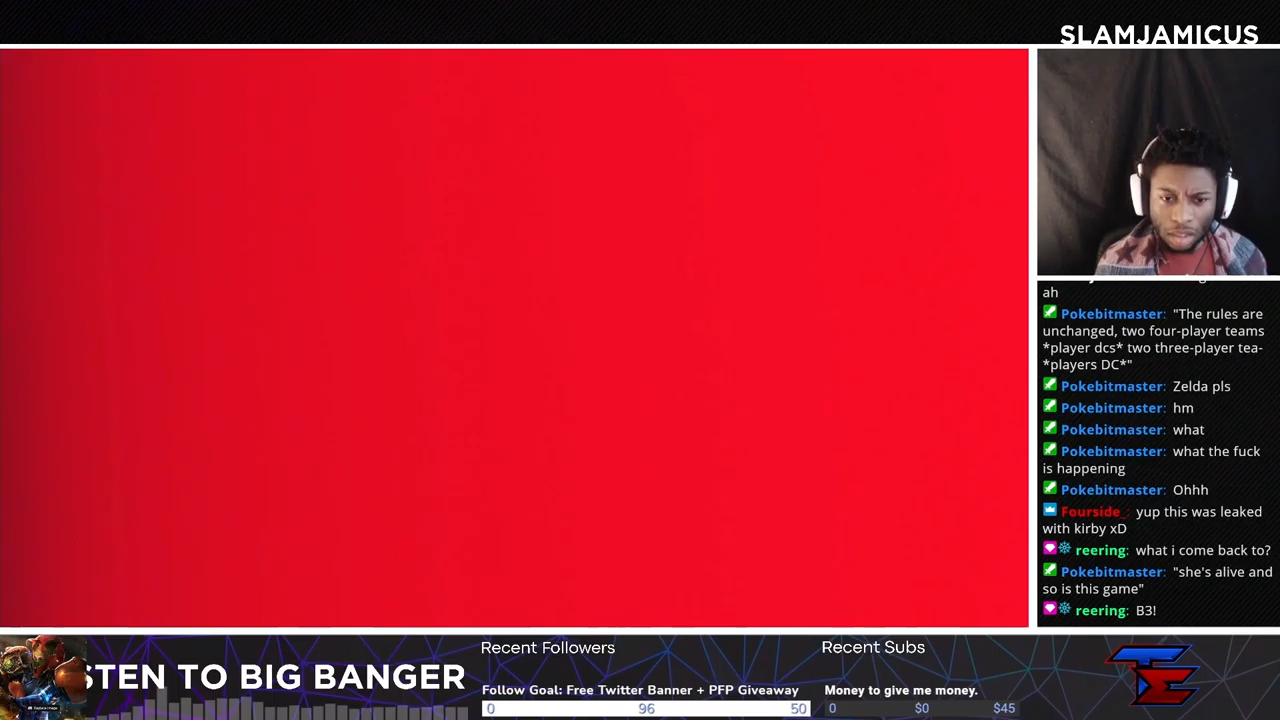 SLAMJAMICUS
ah
Pokebitmaster: "The rules are
unchanged, two four-player teams
*player dcs* two three-player tea-
*players DC*"
Pokebitmaster: Zelda pls
Pokebitmaster: hm
Pokebitmaster: what
Pokebitmaster: what the fuck
is happening
Pokebitmaster: Ohhh
Fourside_: yup this was leaked
with kirby xD
reering: what i come back to?
Pokebitmaster: "she's alive and
so is this game"
reering: B3!
STEN TO BIG BANGER
Recent Followers
Recent Subs
Follow Goal: Free Twitter Banner + PFP Giveaway
0 96 50
Money to give me money.
0 $0 $45